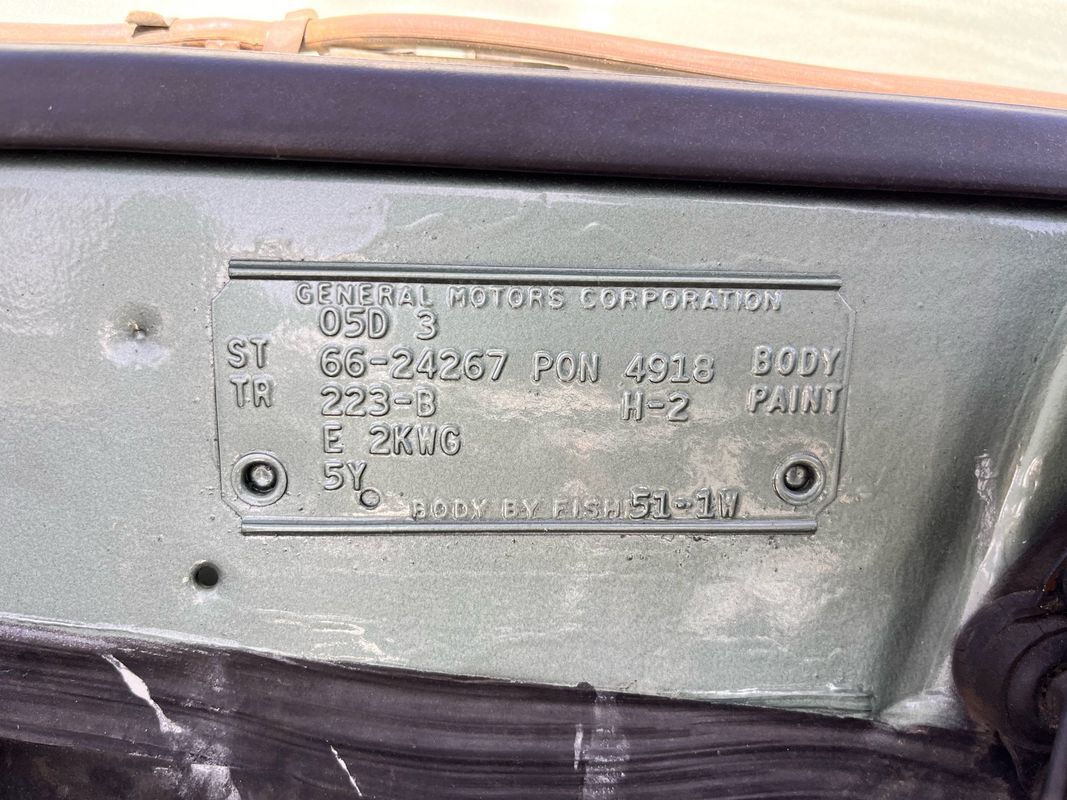 GENERAL MOTORS CORPORATION
05D 3
ST 66-24267 PON 4918 BODY
TR 223-B H-2 PAINT
E 2KWG
5Y
BODY BY FISH 51-1W